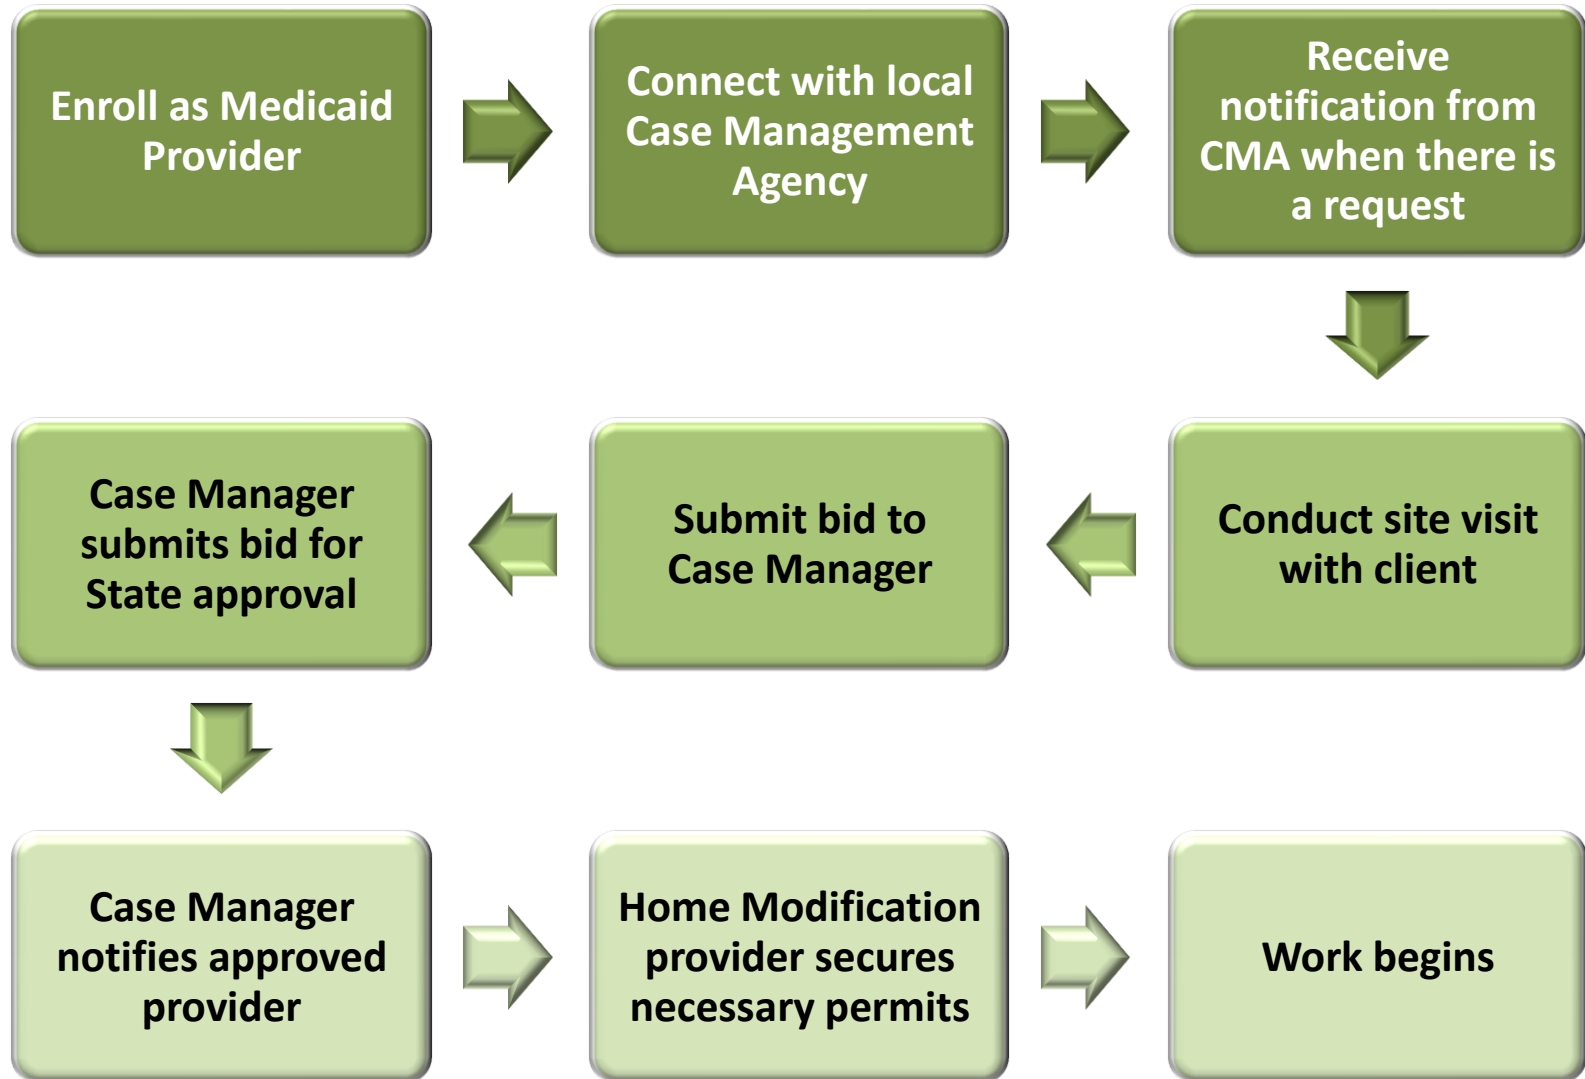 Enroll as Medicaid
Provider
Connect with local
Case Management
Agency
Receive
notification from
CMA when there is
a request
Conduct site visit
with client
Submit bid to
Case Manager
Case Manager
submits bid for
State approval
Case Manager
notifies approved
provider
Home Modification
provider secures
necessary permits
Work begins